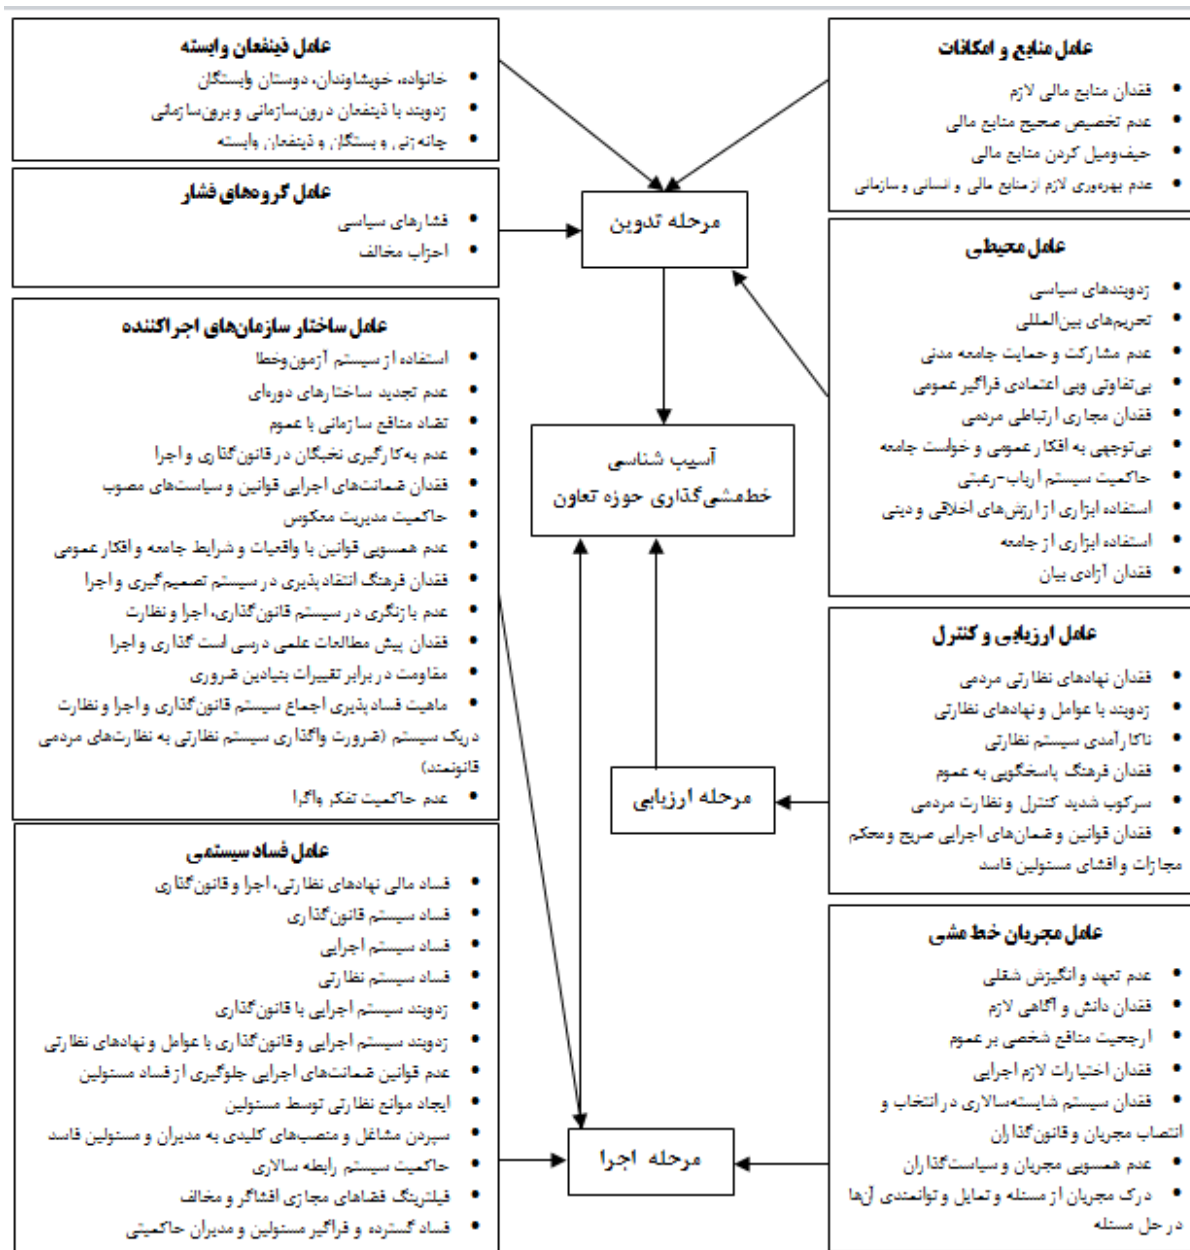 عامل ذینفعان وابسته
خانواده، خویشاوندان، دوستان وابستگان
زدوبند با ذینفعان درون‌سازمانی و برون‌سازمانی
چانه‌زنی و بستگان و ذینفعان وابسته
عامل گروه‌های فشار
فشارهای سیاسی
احزاب مخالف
عامل ساختار سازمان‌های اجراکننده
استفاده از سیستم آزمون‌وخطا
عدم تجدید ساختارهای دوره‌ای
تضاد منافع سازمانی با عموم
عدم به‌کارگیری نخبگان در قانون‌گذاری و اجرا
فقدان ضمانت‌های اجرایی قوانین و سیاست‌های مصوب
حاکمیت مدیریت معکوس
عدم همسویی قوانین با واقعیات و شرایط جامعه و افکار عمومی
فقدان فرهنگ انتقادپذیری در سیستم تصمیم‌گیری و اجرا
عدم بازنگری در سیستم قانون‌گذاری، اجرا و نظارت
فقدان پیش مطالعات علمی درسی است گذاری و اجرا
مقاومت در برابر تغییرات بنیادین ضروری
ماهیت فسادپذیری اجماع سیستم قانون‌گذاری و اجرا و نظارت
دریک سیستم (ضرورت واگذاری سیستم نظارتی به نظارت‌های مردمی
قانونمند)
عدم حاکمیت تفکر واگرا
عامل فساد سیستمی
فساد مالی نهادهای نظارتی، اجرا و قانون‌گذاری
فساد سیستم قانون‌گذاری
فساد سیستم اجرایی
فساد سیستم نظارتی
زدوبند سیستم اجرایی با قانون‌گذاری
زدوبند سیستم اجرایی و قانون‌گذاری با عوامل و نهادهای نظارتی
عدم قوانین ضمانت‌های اجرایی جلوگیری از فساد مسئولین
ایجاد موانع نظارتی توسط مسئولین
سپردن مشاغل و منصب‌های کلیدی به مدیران و مسئولین فاسد
حاکمیت سیستم رابطه سالاری
فیلترینگ فضاهای مجازی افشاگر و مخالف
فساد گسترده و فراگیر مسئولین و مدیران حاکمیتی
مرحله تدوین
آسیب شناسی
خط‌مشی‌گذاری حوزه تعاون
مرحله ارزیابی
مرحله اجرا
عامل منابع و امکانات
فقدان منابع مالی لازم
عدم تخصیص صحیح منابع مالی
حیف‌ومیل کردن منابع مالی
عدم بهره‌وری لازم از منابع مالی و انسانی و سازمانی
عامل محیطی
زدوبندهای سیاسی
تحریم‌های بین‌المللی
عدم مشارکت و حمایت جامعه مدنی
بی‌تفاوتی وبی اعتمادی فراگیر عمومی
فقدان مجاری ارتباطی مردمی
بی‌توجهی به افکار عمومی و خواست جامعه
حاکمیت سیستم ارباب-رعیتی
استفاده ابزاری از ارزش‌های اخلاقی و دینی
استفاده ابزاری از جامعه
فقدان آزادی بیان
عامل ارزیابی و کنترل
فقدان نهادهای نظارتی مردمی
زدوبند با عوامل و نهادهای نظارتی
ناکارآمدی سیستم نظارتی
فقدان فرهنگ پاسخگویی به عموم
سرکوب شدید کنترل و نظارت مردمی
فقدان قوانین و ضمان‌های اجرایی صریح ومحکم
مجازات و افشای مسئولین فاسد
عامل مجریان خط مشی
عدم تعهد و انگیزش شغلی
فقدان دانش و آگاهی لازم
ارجحیت منافع شخصی بر عموم
فقدان اختیارات لازم اجرایی
فقدان سیستم شایسته‌سالاری در انتخاب و
انتصاب مجریان و قانون‌گذاران
عدم همسویی مجریان و سیاست‌گذاران
درک مجریان از مسئله و تمایل و توانمندی آن‌ها
در حل مسئله